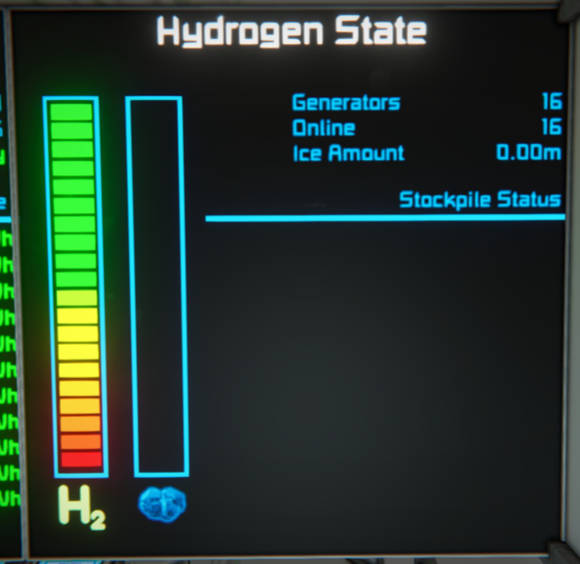 Hydrogen State
Generators 16
Online 16
Ice Amount 0.00m
Stockpile Status
H₂